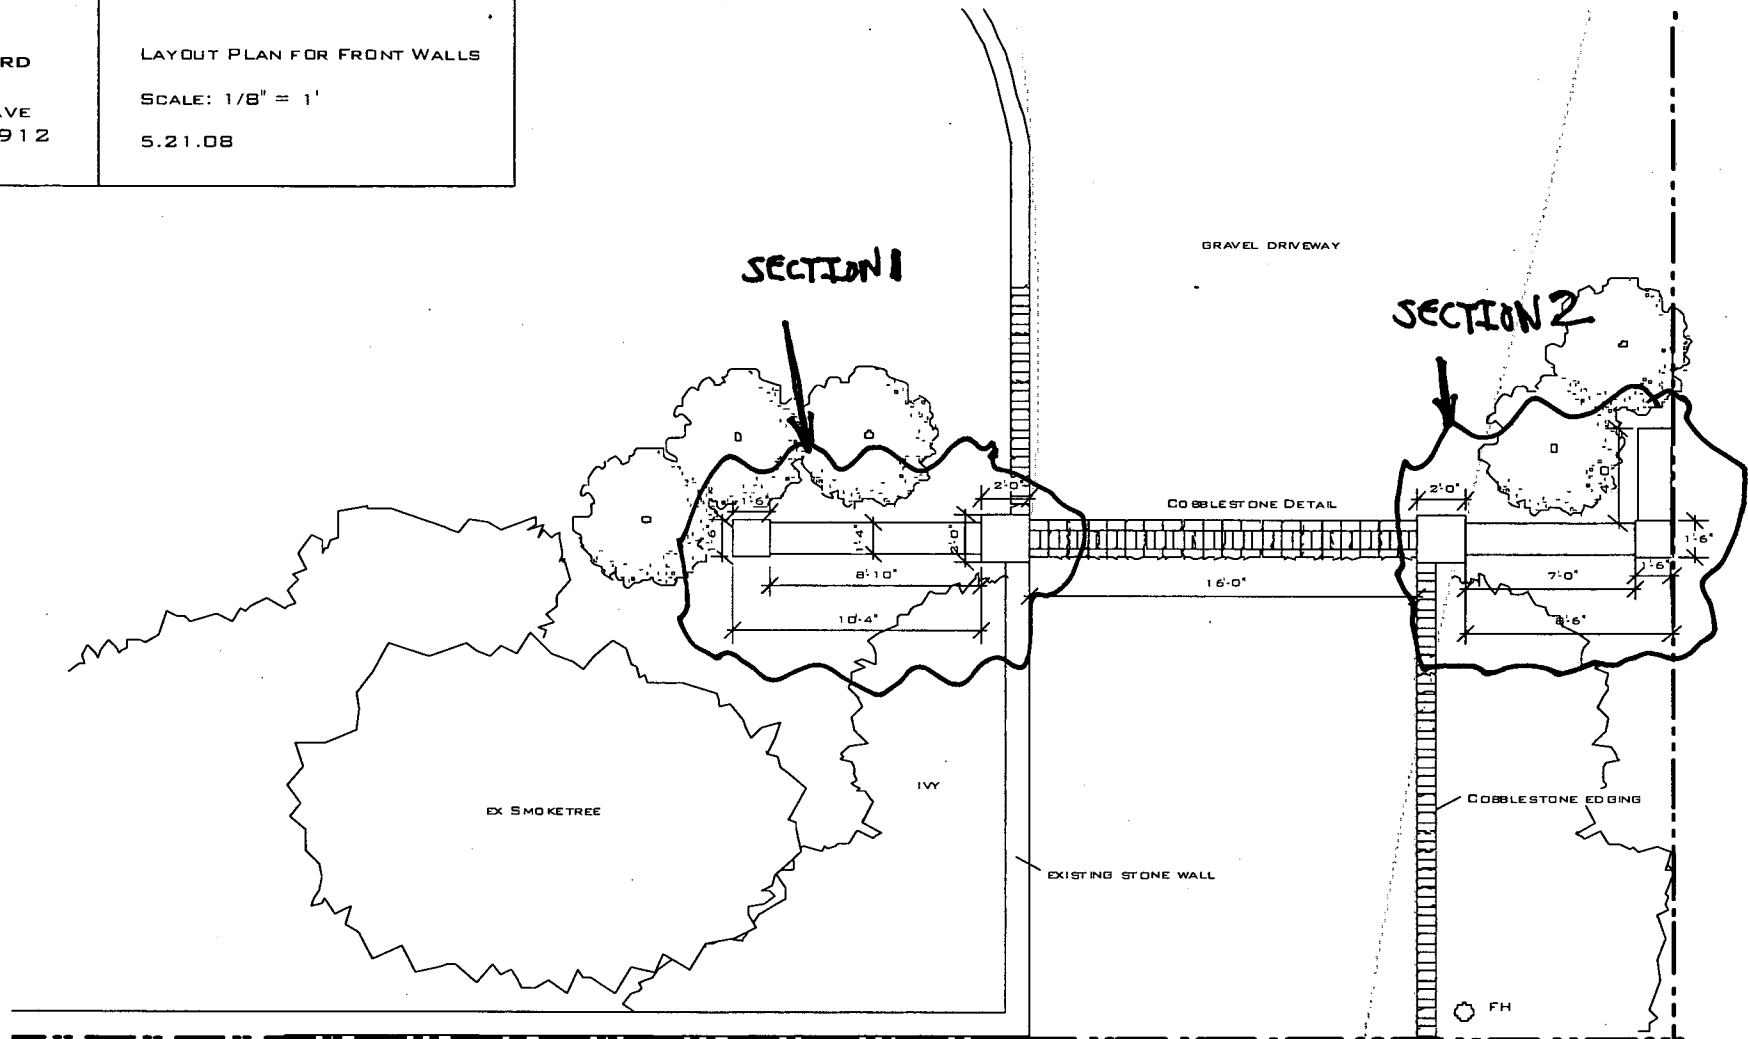 RD
LAYOUT PLAN FOR FRONT WALLS
AVE
SCALE: 1/8" = 1'
912
5.21.08
GRAVEL DRIVEWAY
SECTION 1
SECTION 2
2'-0"
2'-0"
COBBLESTONE DETAIL
1'-6"
1'-6"
1'-4"
2'-0"
1'-6"
8'-10"
16'-0"
7'-0"
1'-6"
10'-4"
8'-6"
IVY
EX SMOKETREE
COBBLESTONE EDGING
EXISTING STONE WALL
FH